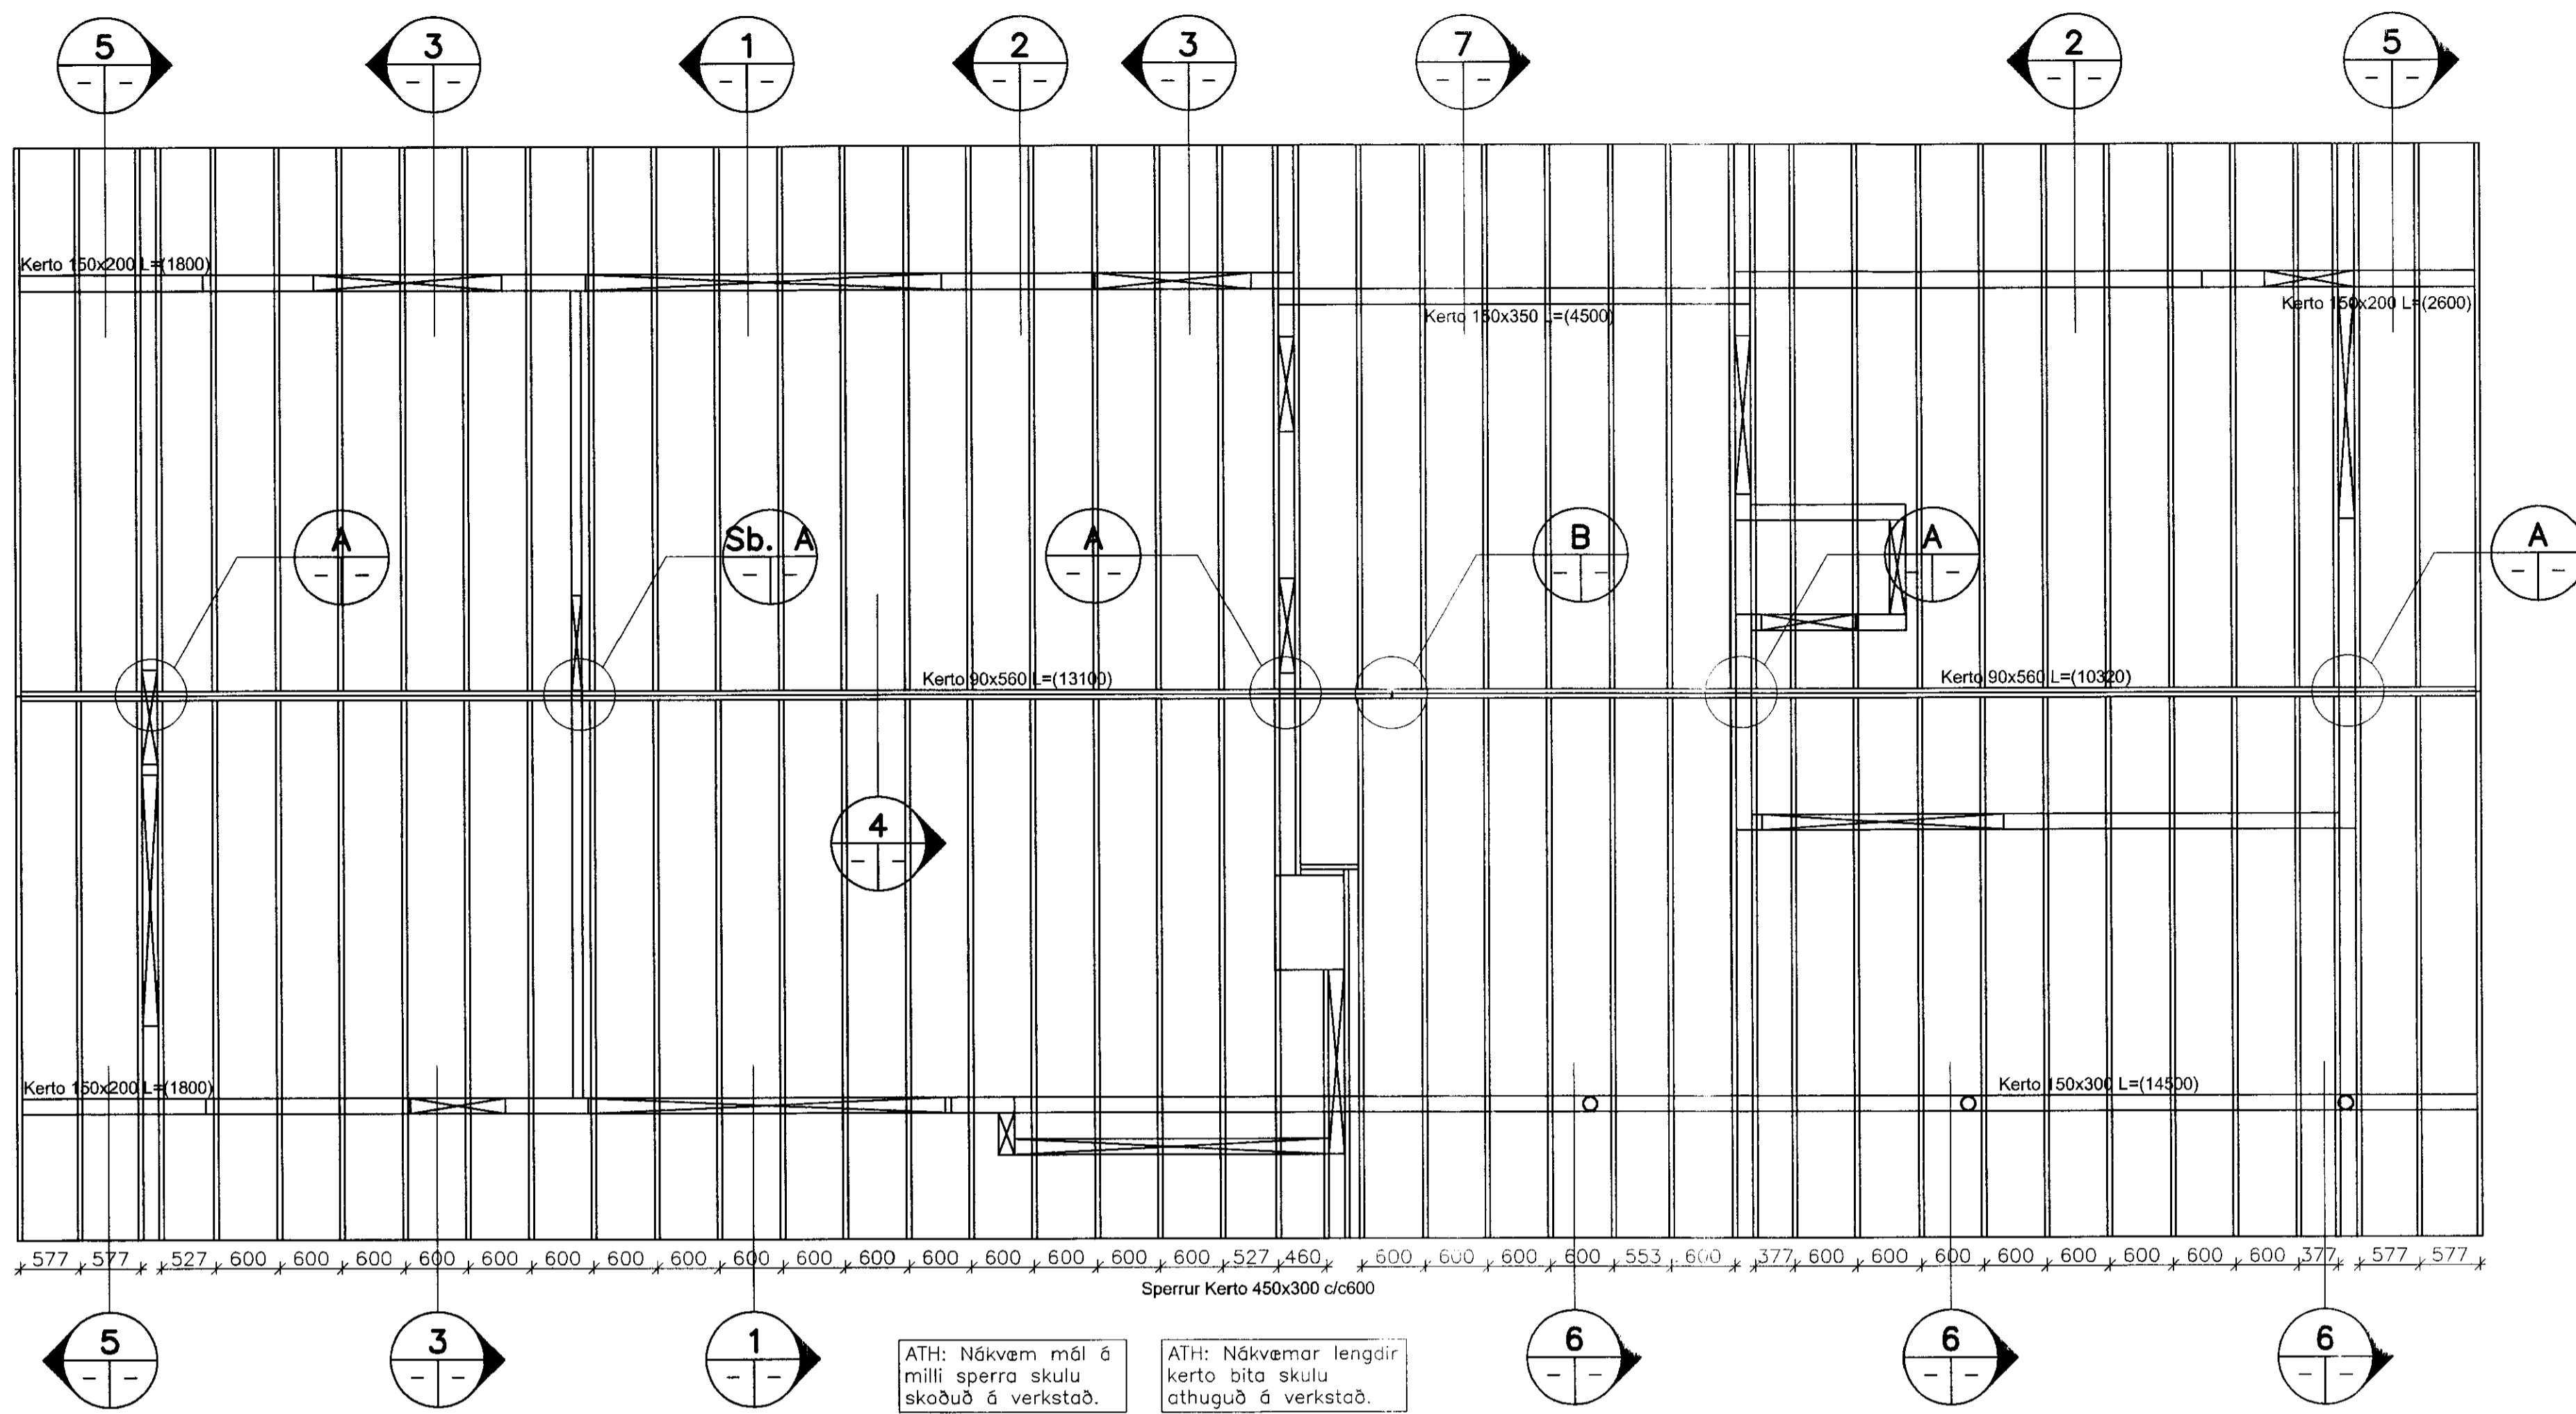 5 3 1 2 3 7 2 5
Kerto 150x200 L=(1800)
Kerto 150x200 L=(2600)
Kerto 150x350 L=(4500)
A Sb. A A B A A
Kerto 90x560 L=(13100)
Kerto 90x560 L=(10320)
4
Kerto 150x200 L=(1800)
Kerto 150x300 L=(14500)
577 577 527 600 600 600 600 600 600 600 600 600 600 600 600 600 600 600 600 527 460 600 600 600 600 553 600 377 600 600 600 600 600 600 600 600 377 577 577
Sperrur Kerto 450x300 c/c600
5 3 1 6 6 6
ATH: Nákvæm mál á
milli sperra skulu
skoðuð á verkstað.
ATH: Nákvæmar lengdir
kerto bita skulu
athuguð á verkstað.